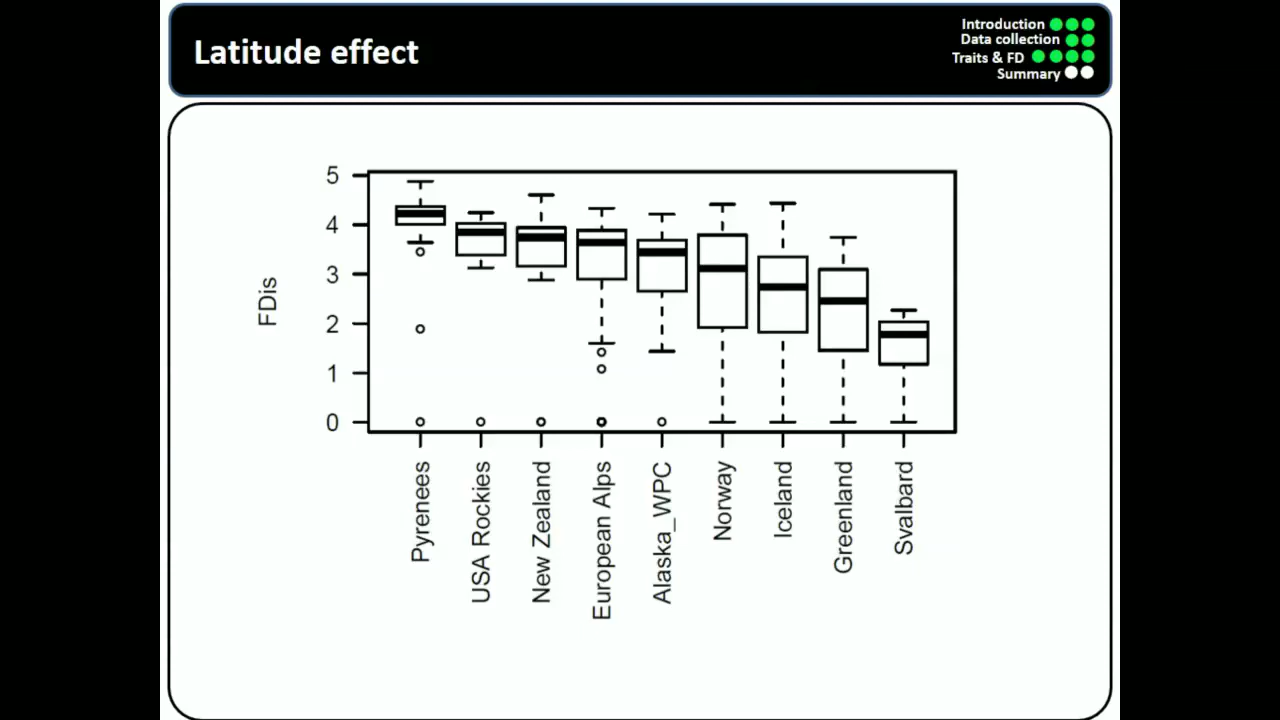 Latitude effect
Introduction
Data collection
Traits & FD
Summary
FDis
5
4
3
2
1
0
Pyrenees
USA Rockies
New Zealand
European Alps
Alaska_WPC
Norway
Iceland
Greenland
Svalbard